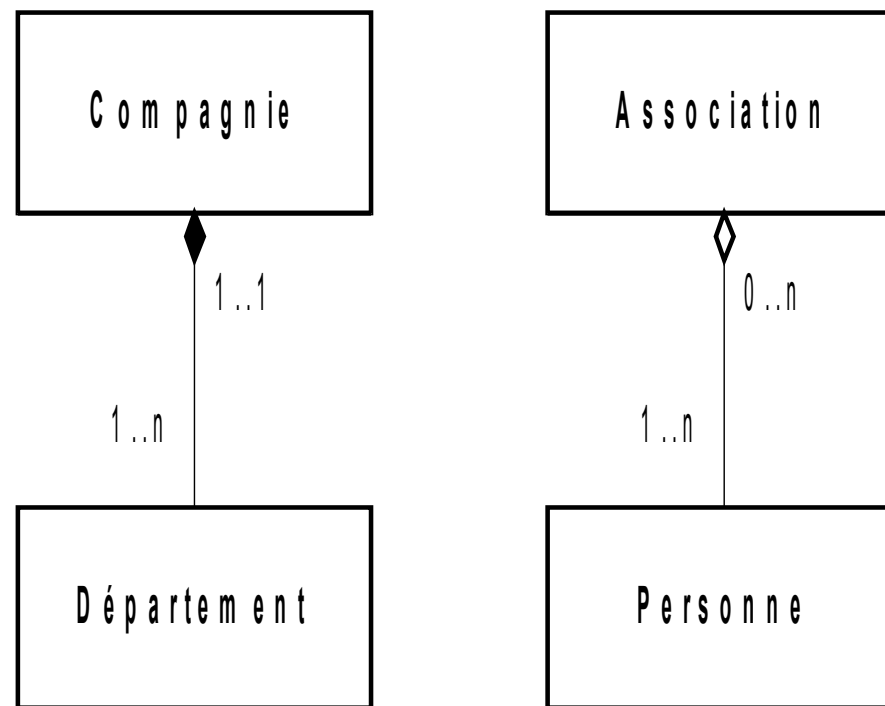 Compagnie
Association
1..1
0..n
1..n
1..n
Département
Personne